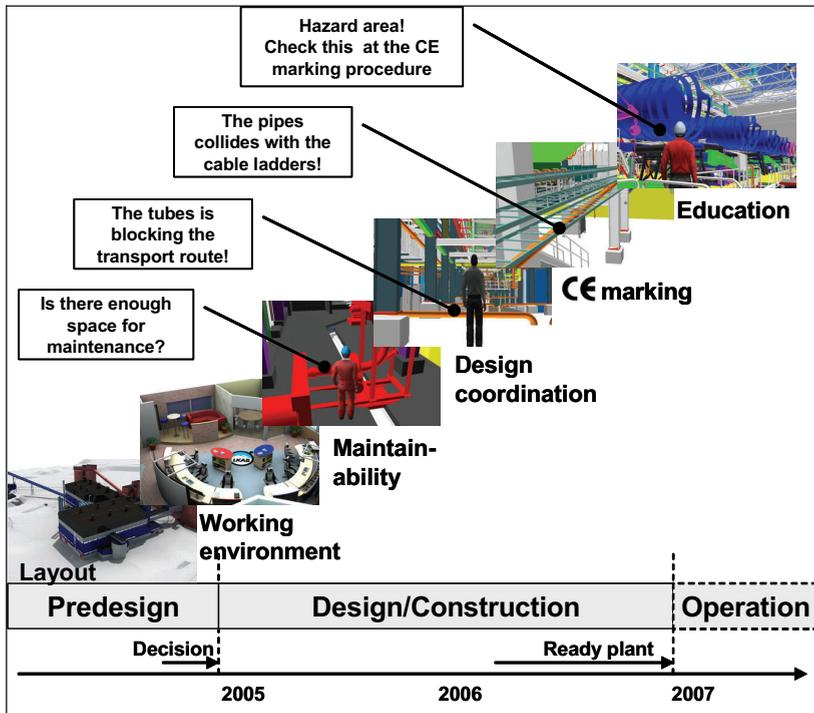 Hazard area!
Check this at the CE
marking procedure
The pipes
collides with the
cable ladders!
The tubes is
blocking the
transport route!
Is there enough
space for
maintenance?
Education
CE marking
Design
coordination
Maintain-
ability
LKAB
Working
environment
Layout
Predesign
Design/Construction
Operation
Decision
Ready plant
2005
2006
2007